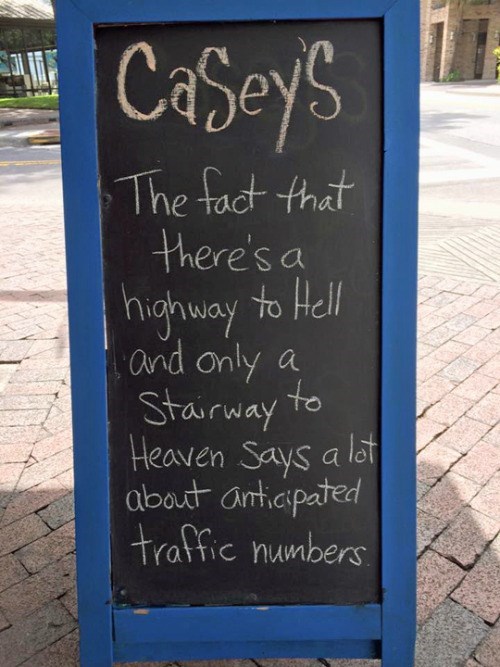 Casey's
The fact that
there's a
highway to Hell
and only a
Stairway to
Heaven says a lot
about anticipated
traffic numbers.